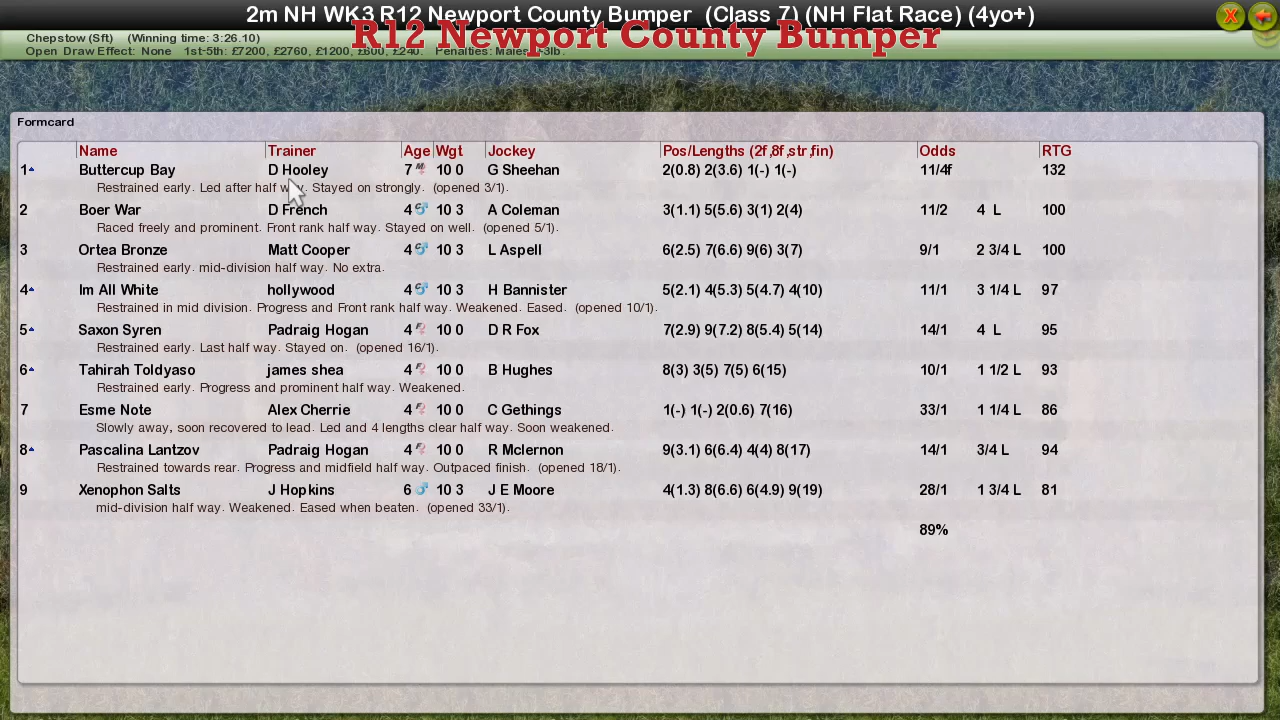 2m NH WK3 R12 Newport County Bumper (Class 7) (NH Flat Race) (4yo+)
R12 Newport County Bumper
Chepstow (Sft) (Winning time: 3:26.10)
Open Draw Effect: None 1st-5th: £7200, £2760, £1200, £600, £240. Penalties: Males +3lb.
Formcard
Name Trainer Age Wgt Jockey Pos/Lengths (2f,8f,str,fin) Odds RTG
1 Buttercup Bay D Hooley 7 10 0 G Sheehan 2(0.8) 2(3.6) 1(-) 1(-) 11/4f 132
Restrained early. Led after half way. Stayed on strongly. (opened 3/1).
2 Boer War D French 4 10 3 A Coleman 3(1.1) 5(5.6) 3(1) 2(4) 11/2 4 L 100
Raced freely and prominent. Front rank half way. Stayed on well. (opened 5/1).
3 Ortea Bronze Matt Cooper 4 10 3 L Aspell 6(2.5) 7(6.6) 9(6) 3(7) 9/1 2 3/4 L 100
Restrained early. mid-division half way. No extra.
4 Im All White hollywood 4 10 3 H Bannister 5(2.1) 4(5.3) 5(4.7) 4(10) 11/1 3 1/4 L 97
Restrained in mid division. Progress and Front rank half way. Weakened. Eased. (opened 10/1).
5 Saxon Syren Padraig Hogan 4 10 0 D R Fox 7(2.9) 9(7.2) 8(5.4) 5(14) 14/1 4 L 95
Restrained early. Last half way. Stayed on. (opened 16/1).
6 Tahirah Toldyaso james shea 4 10 0 B Hughes 8(3) 3(5) 7(5) 6(15) 10/1 1 1/2 L 93
Restrained early. Progress and prominent half way. Weakened.
7 Esme Note Alex Cherrie 4 10 0 C Gethings 1(-) 1(-) 2(0.6) 7(16) 33/1 1 1/4 L 86
Slowly away, soon recovered to lead. Led and 4 lengths clear half way. Soon weakened.
8 Pascalina Lantzov Padraig Hogan 4 10 0 R Mclernon 9(3.1) 6(6.4) 4(4) 8(17) 14/1 3/4 L 94
Restrained towards rear. Progress and midfield half way. Outpaced finish. (opened 18/1).
9 Xenophon Salts J Hopkins 6 10 3 J E Moore 4(1.3) 8(6.6) 6(4.9) 9(19) 28/1 1 3/4 L 81
mid-division half way. Weakened. Eased when beaten. (opened 33/1).
89%